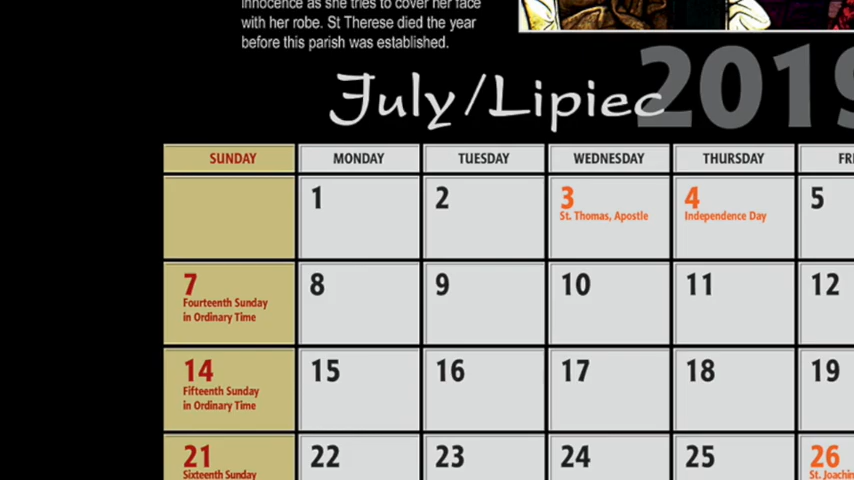 innocence as she tries to cover her face
with her robe. St Therese died the year
before this parish was established.
July/Lipiec 2019
SUNDAY MONDAY TUESDAY WEDNESDAY THURSDAY
1 2 3 4 5
St. Thomas, Apostle Independence Day
7 8 9 10 11 12
Fourteenth Sunday
in Ordinary Time
14 15 16 17 18 19
Fifteenth Sunday
in Ordinary Time
21 22 23 24 25 26
Sixteenth Sunday St.